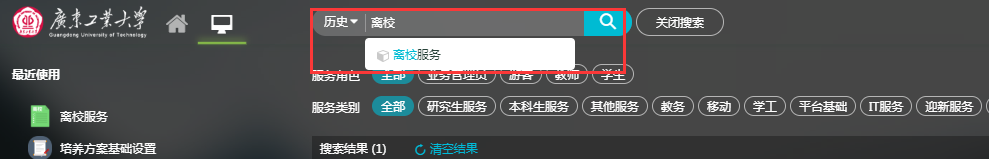 广东工业大学
Guangdong University of Technology
历史 离校
关闭搜索
离校服务
最近使用
服务角色 全部 业务管理员 游客 教师 学生
离校服务
服务类别 全部 研究生服务 本科生服务 其他服务 教务 移动 学工 平台基础 IT服务 迎新服务
培养方案基础设置
搜索结果 (1) 清空结果